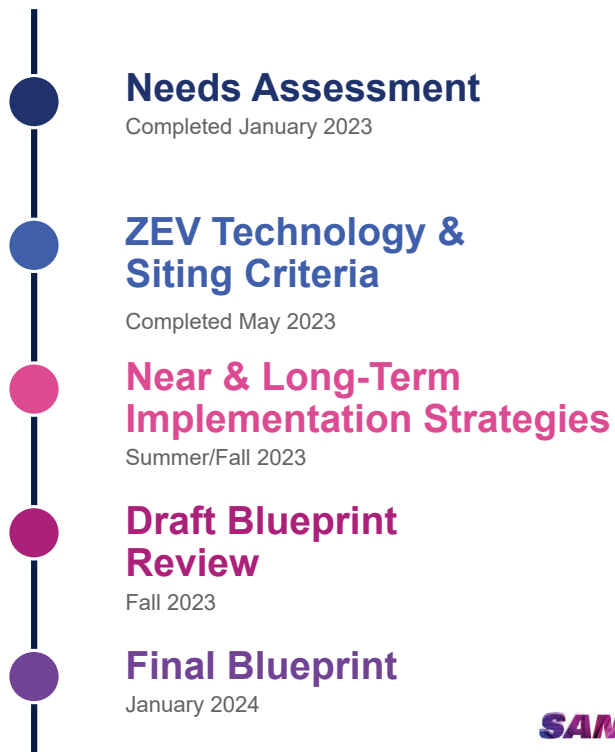 Needs Assessment
Completed January 2023
ZEV Technology &
Siting Criteria
Completed May 2023
Near & Long-Term
Implementation Strategies
Summer/Fall 2023
Draft Blueprint
Review
Fall 2023
Final Blueprint
January 2024